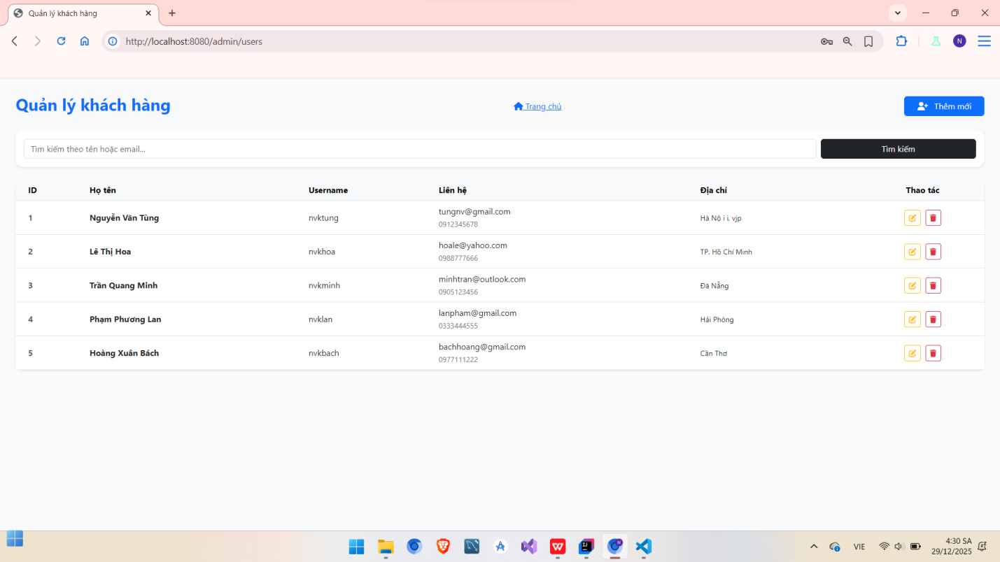 Quản lý khách hàng
http://localhost:8080/admin/users
N
Quản lý khách hàng
Trang chủ
Thêm mới
Tìm kiếm theo tên hoặc email...
Tìm kiếm
ID Họ tên Username Liên hệ Địa chỉ Thao tác
1 Nguyễn Văn Tùng nvktung tungnv@gmail.com Hà Nộ i i, vjp
0912345678
2 Lê Thị Hoa nvkhoa hoale@yahoo.com TP. Hồ Chí Minh
0988777666
3 Trần Quang Minh nvkminh minhtran@outlook.com Đà Nẵng
0905123456
4 Phạm Phương Lan nvklan lanpham@gmail.com Hải Phòng
0333444555
5 Hoàng Xuân Bách nvkbach bachhoang@gmail.com Cần Thơ
0977111222
VIE
4:30 SA
29/12/2025